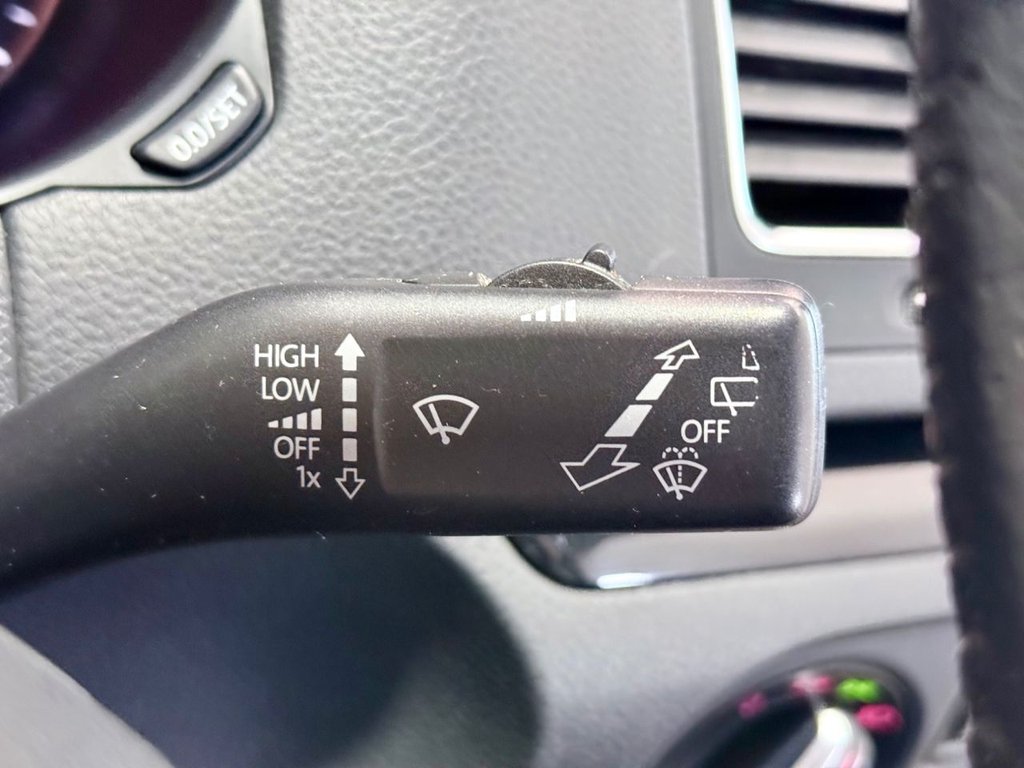 0.0/SET
HIGH
LOW
OFF
1x
OFF